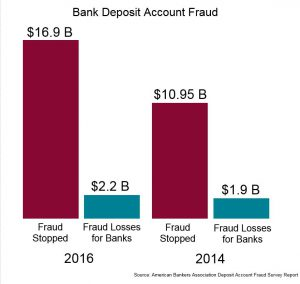 Bank Deposit Account Fraud
$16.9 B
$2.2 B
$10.95 B
$1.9 B
Fraud
Stopped
Fraud Losses
for Banks
Fraud
Stopped
Fraud Losses
for Banks
2016
2014
Source: American Bankers Association Deposit Account Fraud Survey Report